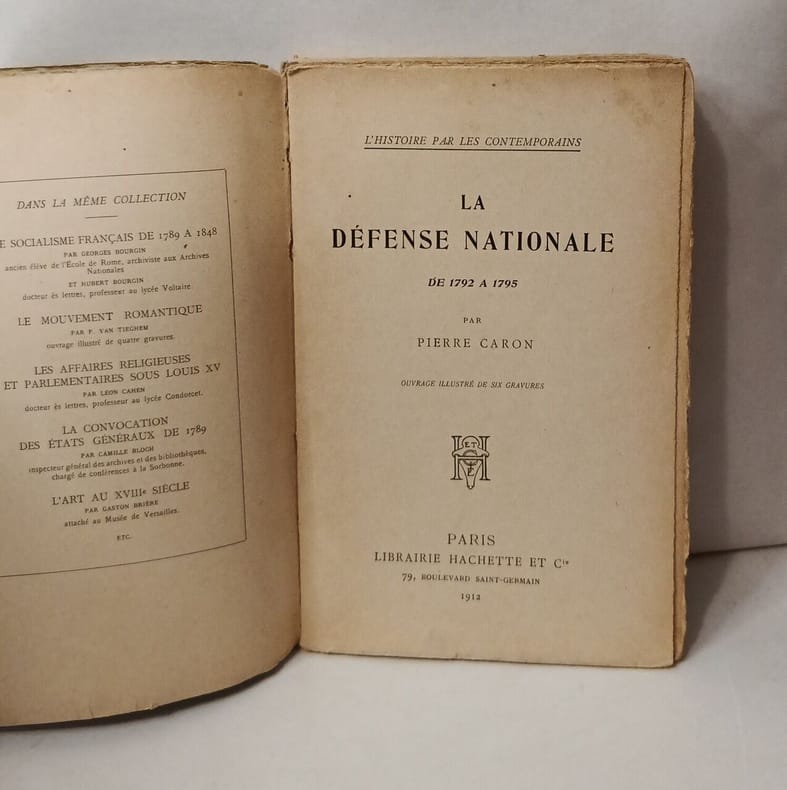 DANS LA MÊME COLLECTION
E SOCIALISME FRANÇAIS DE 1789 A 1848
PAR GEORGES BOURGIN
ancien élève de l'École de Rome, archiviste aux Archives
Nationales
ET HUBERT BOURGIN
docteur ès lettres, professeur au lycée Voltaire.
LE MOUVEMENT ROMANTIQUE
PAR P. VAN TIEGHEM
ouvrage illustré de quatre gravures.
LES AFFAIRES RELIGIEUSES
ET PARLEMENTAIRES SOUS LOUIS XV
PAR LÉON CAHEN
docteur ès lettres, professeur au lycée Condorcet.
LA CONVOCATION
DES ÉTATS GÉNÉRAUX DE 1789
PAR CAMILLE BLOCH
inspecteur général des archives et des bibliothèques,
chargé de conférences à la Sorbonne.
L'ART AU XVIIIe SIÈCLE
PAR GASTON BRIÈRE
attaché au Musée de Versailles.
ETC.
L'HISTOIRE PAR LES CONTEMPORAINS
LA
DÉFENSE NATIONALE
DE 1792 A 1795
PAR
PIERRE CARON
OUVRAGE ILLUSTRÉ DE SIX GRAVURES
H ET Cie
PARIS
LIBRAIRIE HACHETTE ET Cie
79, BOULEVARD SAINT-GERMAIN
1912